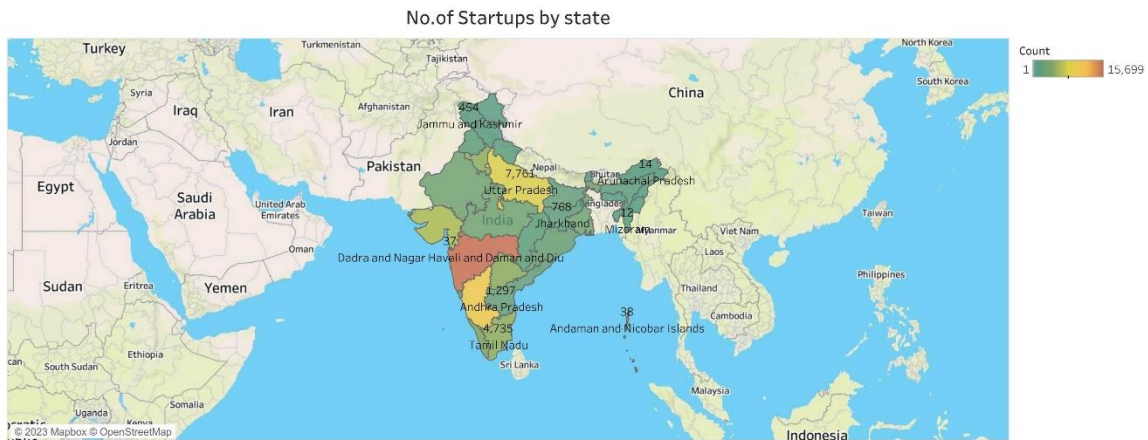 No.of Startups by state
Count
1
15,699
Turkey
Turkmenistan
Tajikistan
North Korea
South Korea
Syria
Iraq
Iran
Afghanistan
China
Jordan
Pakistan
454
Jammu and Kashmir
Nepal
Bhutan
14
Arunachal Pradesh
7,761
Uttar Pradesh
Egypt
Saudi
Arabia
United Arab
Emirates
India
768
Jharkhand
12
Mizoram
Taiwan
Oman
37
Viet Nam
Laos
Dadra and Nagar Haveli and Daman and Diu
Sudan
Eritrea
Yemen
1,297
Andhra Pradesh
Thailand
Philippines
38
Andaman and Nicobar Islands
Cambodia
4,735
Tamil Nadu
Ethiopia
South Sudan
Sri Lanka
Somalia
Malaysia
Uganda
Kenya
Indonesia
© 2023 Mapbox © OpenStreetMap